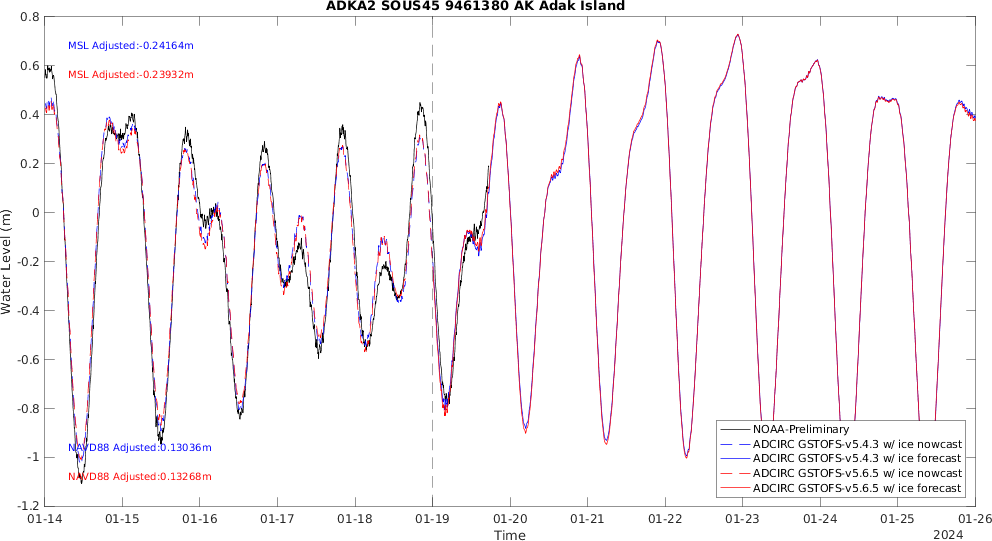 ADKA2 SOUS45 9461380 AK Adak Island
0.8
0.6
0.4
0.2
0
-0.2
-0.4
-0.6
-0.8
-1
-1.2
Water Level (m)
MSL Adjusted:-0.24164m
MSL Adjusted:-0.23932m
NAVD88 Adjusted:0.13036m
NAVD88 Adjusted:0.13268m
NOAA-Preliminary
ADCIRC GSTOFS-v5.4.3 w/ ice nowcast
ADCIRC GSTOFS-v5.4.3 w/ ice forecast
ADCIRC GSTOFS-v5.6.5 w/ ice nowcast
ADCIRC GSTOFS-v5.6.5 w/ ice forecast
01-14 01-15 01-16 01-17 01-18 01-19 01-20 01-21 01-22 01-23 01-24 01-25 01-26
Time
2024